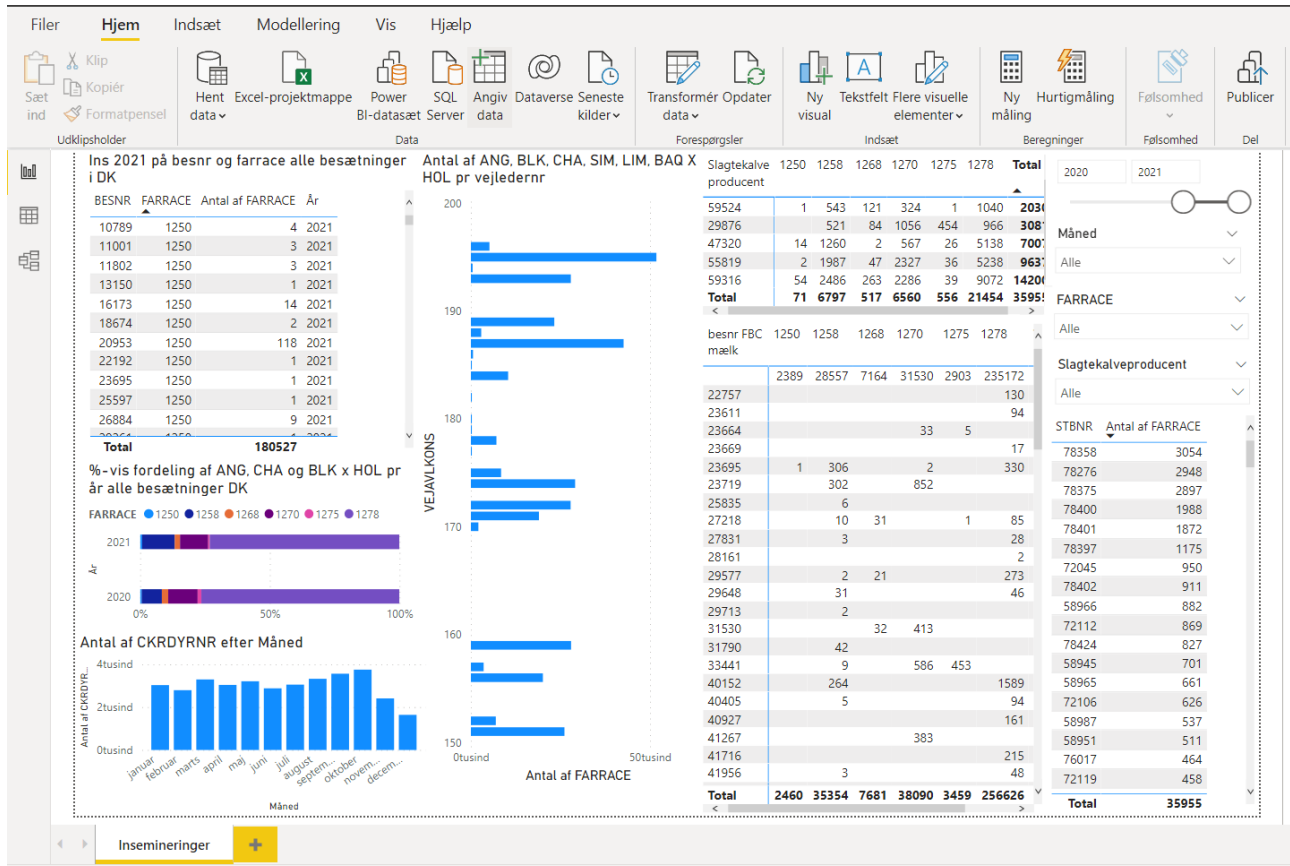 Filer Hjem Indsæt Modellering Vis Hjælp
Sæt ind
Klip
Kopiér
Formatpensel
Hent data
Excel-projektmappe
Power BI-datasæt
SQL Server
Angiv data
Dataverse
Seneste kilder
Transformér data
Opdater
Ny visual
Tekstfelt
Flere visuelle elementer
Ny måling
Hurtigmåling
Følsomhed
Publicer
Udklipsholder Data Forespørgsler Indsæt Beregninger Følsomhed Del
Ins 2021 på besnr og farrace alle besætninger
i DK
BESNR FARRACE Antal af FARRACE År
10789 1250 4 2021
11001 1250 3 2021
11802 1250 3 2021
13150 1250 1 2021
16173 1250 14 2021
18674 1250 2 2021
20953 1250 118 2021
22192 1250 1 2021
23695 1250 1 2021
25597 1250 1 2021
26884 1250 9 2021
Total 180527
%-vis fordeling af ANG, CHA og BLK x HOL pr
år alle besætninger DK
FARRACE 1250 1258 1268 1270 1275 1278
2021
År
2020
0% 50% 100%
Antal af CKRDYRNR efter Måned
Antal af CKRDYR...
4tusind
2tusind
0tusind
januar februar marts april maj juni juli august septem... oktober novem... decem...
Måned
Antal af ANG, BLK, CHA, SIM, LIM, BAQ X
HOL pr vejledernr
VEJAVLKONS
200
190
180
170
160
150
0tusind 50tusind
Antal af FARRACE
Slagtekalve 1250 1258 1268 1270 1275 1278 Total
producent
59524 1 543 121 324 1 1040 2030
29876 521 84 1056 454 966 3081
47320 14 1260 2 567 26 5138 7007
55819 2 1987 47 2327 36 5238 9637
59316 54 2486 263 2286 39 9072 14200
Total 71 6797 517 6560 556 21454 35955
besnr FBC 1250 1258 1268 1270 1275 1278
mælk
2389 28557 7164 31530 2903 235172
22757 130
23611 94
23664 33 5
23669 17
23695 1 306 2 330
23719 302 852
25835 6
27218 10 31 1 85
27831 3 28
28161 2
29577 2 21 273
29648 31 46
29713 2
31530 32 413
31790 42
33441 9 586 453
40152 264 1589
40405 5 94
40927 161
41267 383
41716 215
41956 3 48
Total 2460 35354 7681 38090 3459 256626
2020 2021
Måned
Alle
FARRACE
Alle
Slagtekalveproducent
Alle
STBNR Antal af FARRACE
78358 3054
78276 2948
78375 2897
78400 1988
78401 1872
78397 1175
72045 950
78402 911
58966 882
72112 869
78424 827
58945 701
58965 661
72106 626
58987 537
58951 511
76017 464
72119 458
Total 35955
Insemineringer